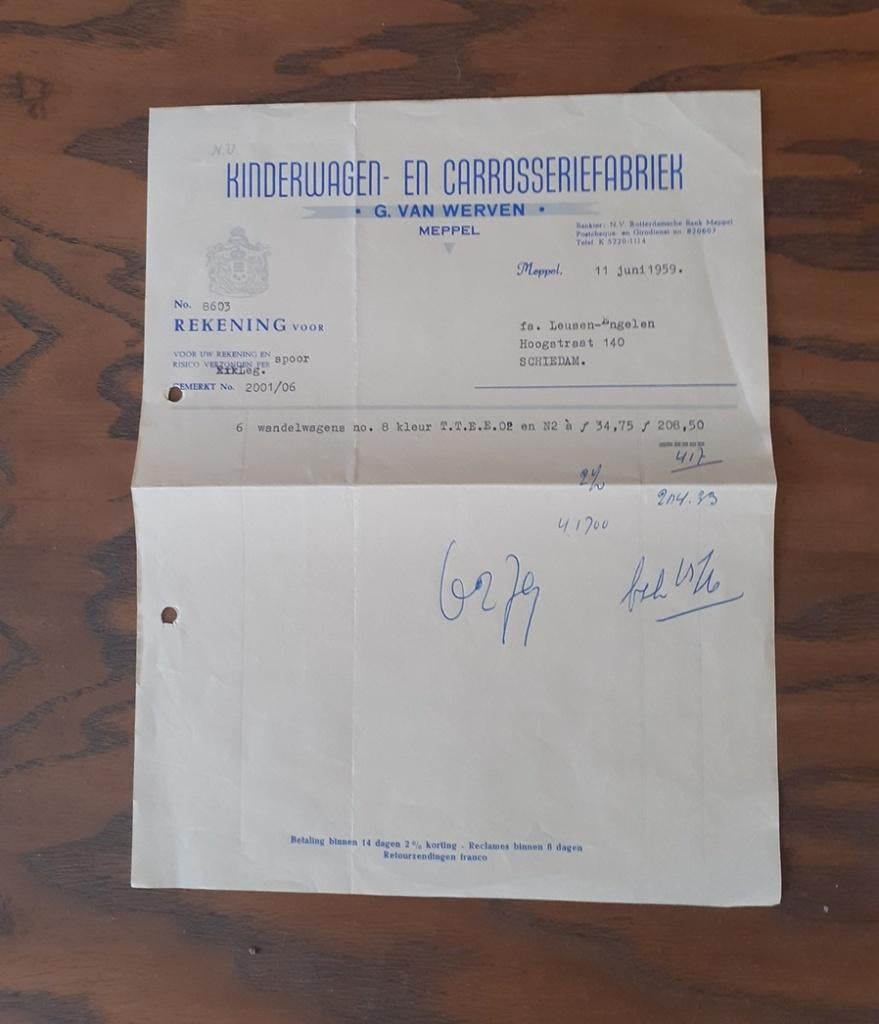 N.V.
KINDERWAGEN- EN CARROSSERIEFABRIEK
• G. VAN WERVEN •
MEPPEL
Bankier: N.V. Rotterdamsche Bank Meppel
Postcheque- en Girodienst no. 820607
Telef. K 5220-1114
Meppel, 11 juni 1959.
No. 8603
REKENING VOOR
fa. Leusen-Engelen
Hoogstraat 140
SCHIEDAM.
VOOR UW REKENING EN
RISICO VERZONDEN PER spoor
GEMERKT No. 2001/06
6 wandelwagens no. 8 kleur T.T.E.E.02 en N2 à ƒ 34,75 ƒ 208,50
417
2%
204.33
4.1700
Betaling binnen 14 dagen 2% korting - Reclames binnen 8 dagen
Retourzendingen franco